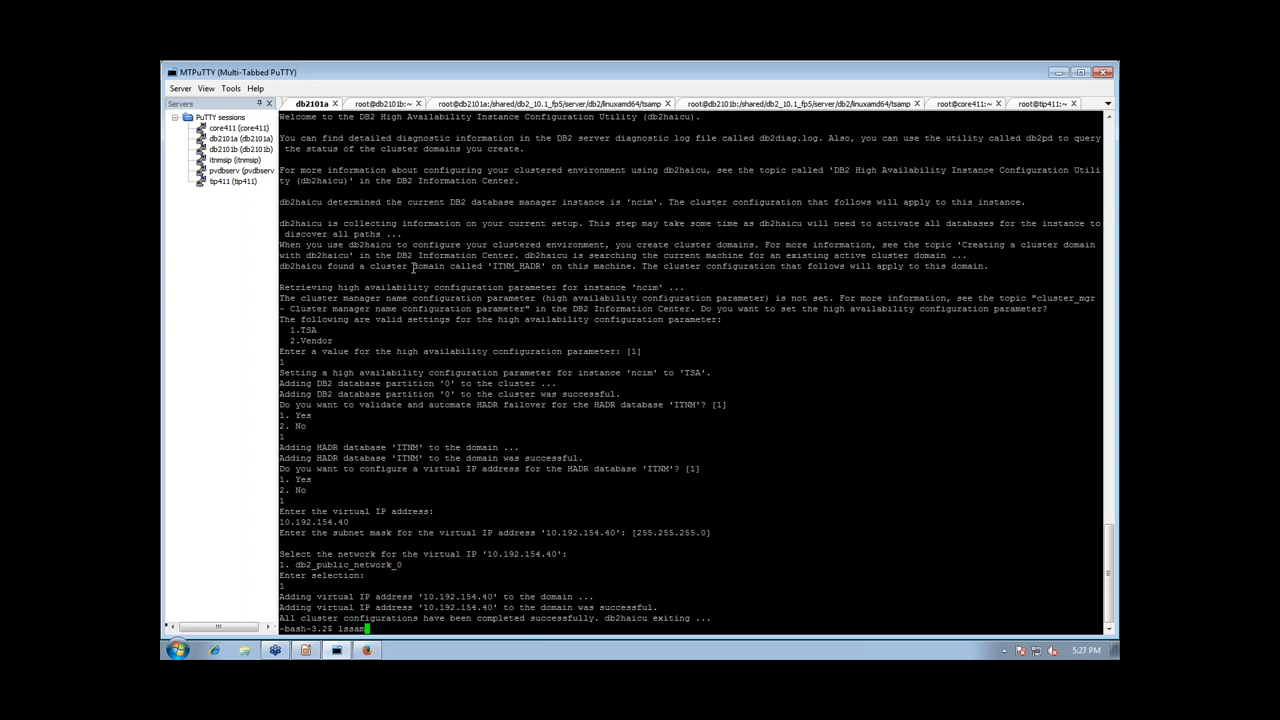 MTPuTTY (Multi-Tabbed PuTTY)
Server View Tools Help
Servers
PuTTY sessions
core411 (core411)
db2101a (db2101a)
db2101b (db2101b)
itnmsip (itnmsip)
pvdbserv (pvdbserv
tip411 (tip411)
db2101a
root@db2101b:~
root@db2101a:/shared/db2_10.1_fp5/server/db2/linuxamd64/tsamp
root@db2101b:/shared/db2_10.1_fp5/server/db2/linuxamd64/tsamp
root@core411:~
root@tip411:~
Welcome to the DB2 High Availability Instance Configuration Utility (db2haicu).
You can find detailed diagnostic information in the DB2 server diagnostic log file called db2diag.log. Also, you can use the utility called db2pd to query
the status of the cluster domains you create.
For more information about configuring your clustered environment using db2haicu, see the topic called 'DB2 High Availability Instance Configuration Utili
ty (db2haicu)' in the DB2 Information Center.
db2haicu determined the current DB2 database manager instance is 'ncim'. The cluster configuration that follows will apply to this instance.
db2haicu is collecting information on your current setup. This step may take some time as db2haicu will need to activate all databases for the instance to
discover all paths ...
When you use db2haicu to configure your clustered environment, you create cluster domains. For more information, see the topic 'Creating a cluster domain
with db2haicu' in the DB2 Information Center. db2haicu is searching the current machine for an existing active cluster domain ...
db2haicu found a cluster domain called 'ITNM_HADR' on this machine. The cluster configuration that follows will apply to this domain.
Retrieving high availability configuration parameter for instance 'ncim' ...
The cluster manager name configuration parameter (high availability configuration parameter) is not set. For more information, see the topic "cluster_mgr
- Cluster manager name configuration parameter" in the DB2 Information Center. Do you want to set the high availability configuration parameter?
The following are valid settings for the high availability configuration parameter:
1.TSA
2.Vendor
Enter a value for the high availability configuration parameter: [1]
1
Setting a high availability configuration parameter for instance 'ncim' to 'TSA'.
Adding DB2 database partition '0' to the cluster ...
Adding DB2 database partition '0' to the cluster was successful.
Do you want to validate and automate HADR failover for the HADR database 'ITNM'? [1]
1. Yes
2. No
1
Adding HADR database 'ITNM' to the domain ...
Adding HADR database 'ITNM' to the domain was successful.
Do you want to configure a virtual IP address for the HADR database 'ITNM'? [1]
1. Yes
2. No
1
Enter the virtual IP address:
10.192.154.40
Enter the subnet mask for the virtual IP address '10.192.154.40': [255.255.255.0]
Select the network for the virtual IP '10.192.154.40':
1. db2_public_network_0
Enter selection:
1
Adding virtual IP address '10.192.154.40' to the domain ...
Adding virtual IP address '10.192.154.40' to the domain was successful.
All cluster configurations have been completed successfully. db2haicu exiting ...
-bash-3.2$ lssam
5:27 PM